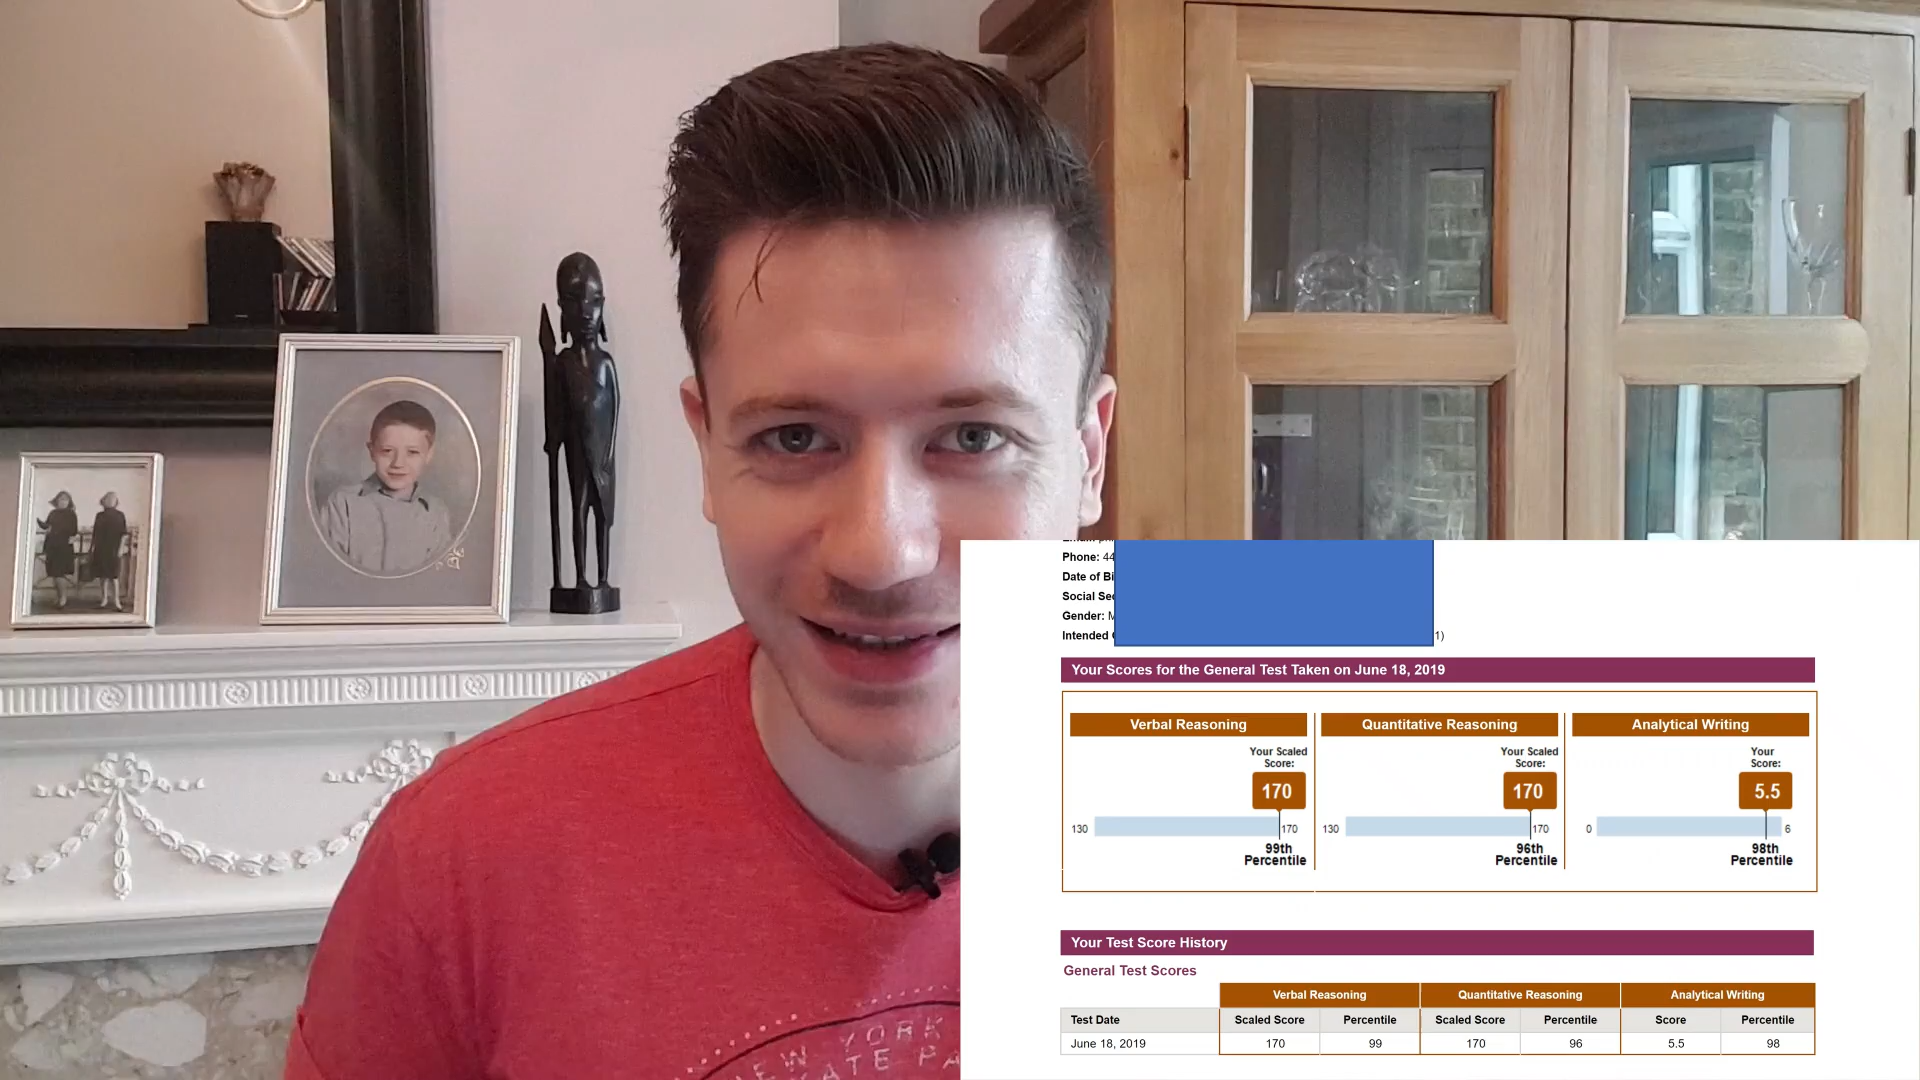 NEW YORK
Phone: 44
Date of Bi
Social Sec
Gender: M
Intended
1)
Your Scores for the General Test Taken on June 18, 2019
Verbal Reasoning Quantitative Reasoning Analytical Writing
Your Scaled Score: Your Scaled Score: Your Score:
170 170 5.5
130 170 130 170 0 6
99th Percentile 96th Percentile 98th Percentile
Your Test Score History
General Test Scores
Verbal Reasoning Quantitative Reasoning Analytical Writing
Test Date Scaled Score Percentile Scaled Score Percentile Score Percentile
June 18, 2019 170 99 170 96 5.5 98